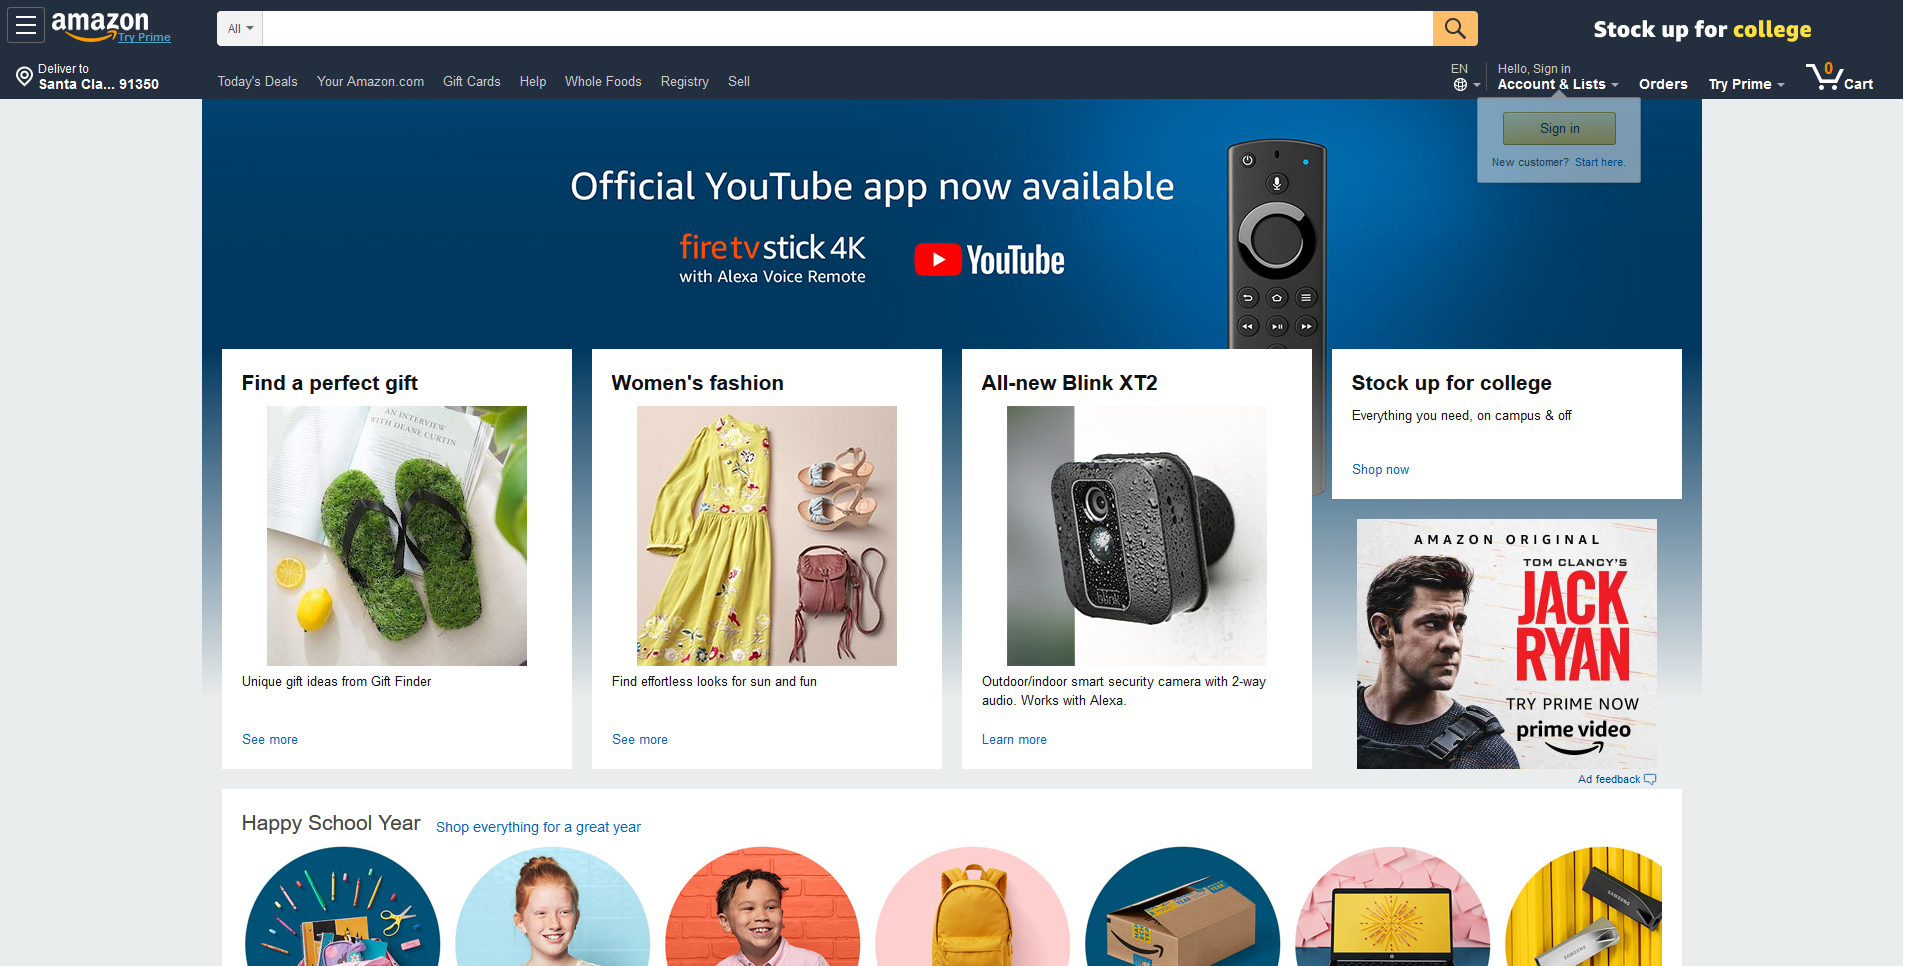 amazon
Try Prime
All
Stock up for college
Deliver to
Santa Cla... 91350
Today's Deals
Your Amazon.com
Gift Cards
Help
Whole Foods
Registry
Sell
EN
Hello, Sign in
Account & Lists
Orders
Try Prime
0
Cart
Sign in
New customer? Start here.
Official YouTube app now available
firetvstick 4K
with Alexa Voice Remote
YouTube
Find a perfect gift
AN INTERVIEW
WITH DEANE CURTIN
Unique gift ideas from Gift Finder
See more
Women's fashion
Find effortless looks for sun and fun
See more
All-new Blink XT2
blink
Outdoor/indoor smart security camera with 2-way
audio. Works with Alexa.
Learn more
Stock up for college
Everything you need, on campus & off
Shop now
AMAZON ORIGINAL
TOM CLANCY'S
JACK
RYAN
TRY PRIME NOW
prime video
Ad feedback
Happy School Year
Shop everything for a great year
SAMSUNG
SAMSUNG